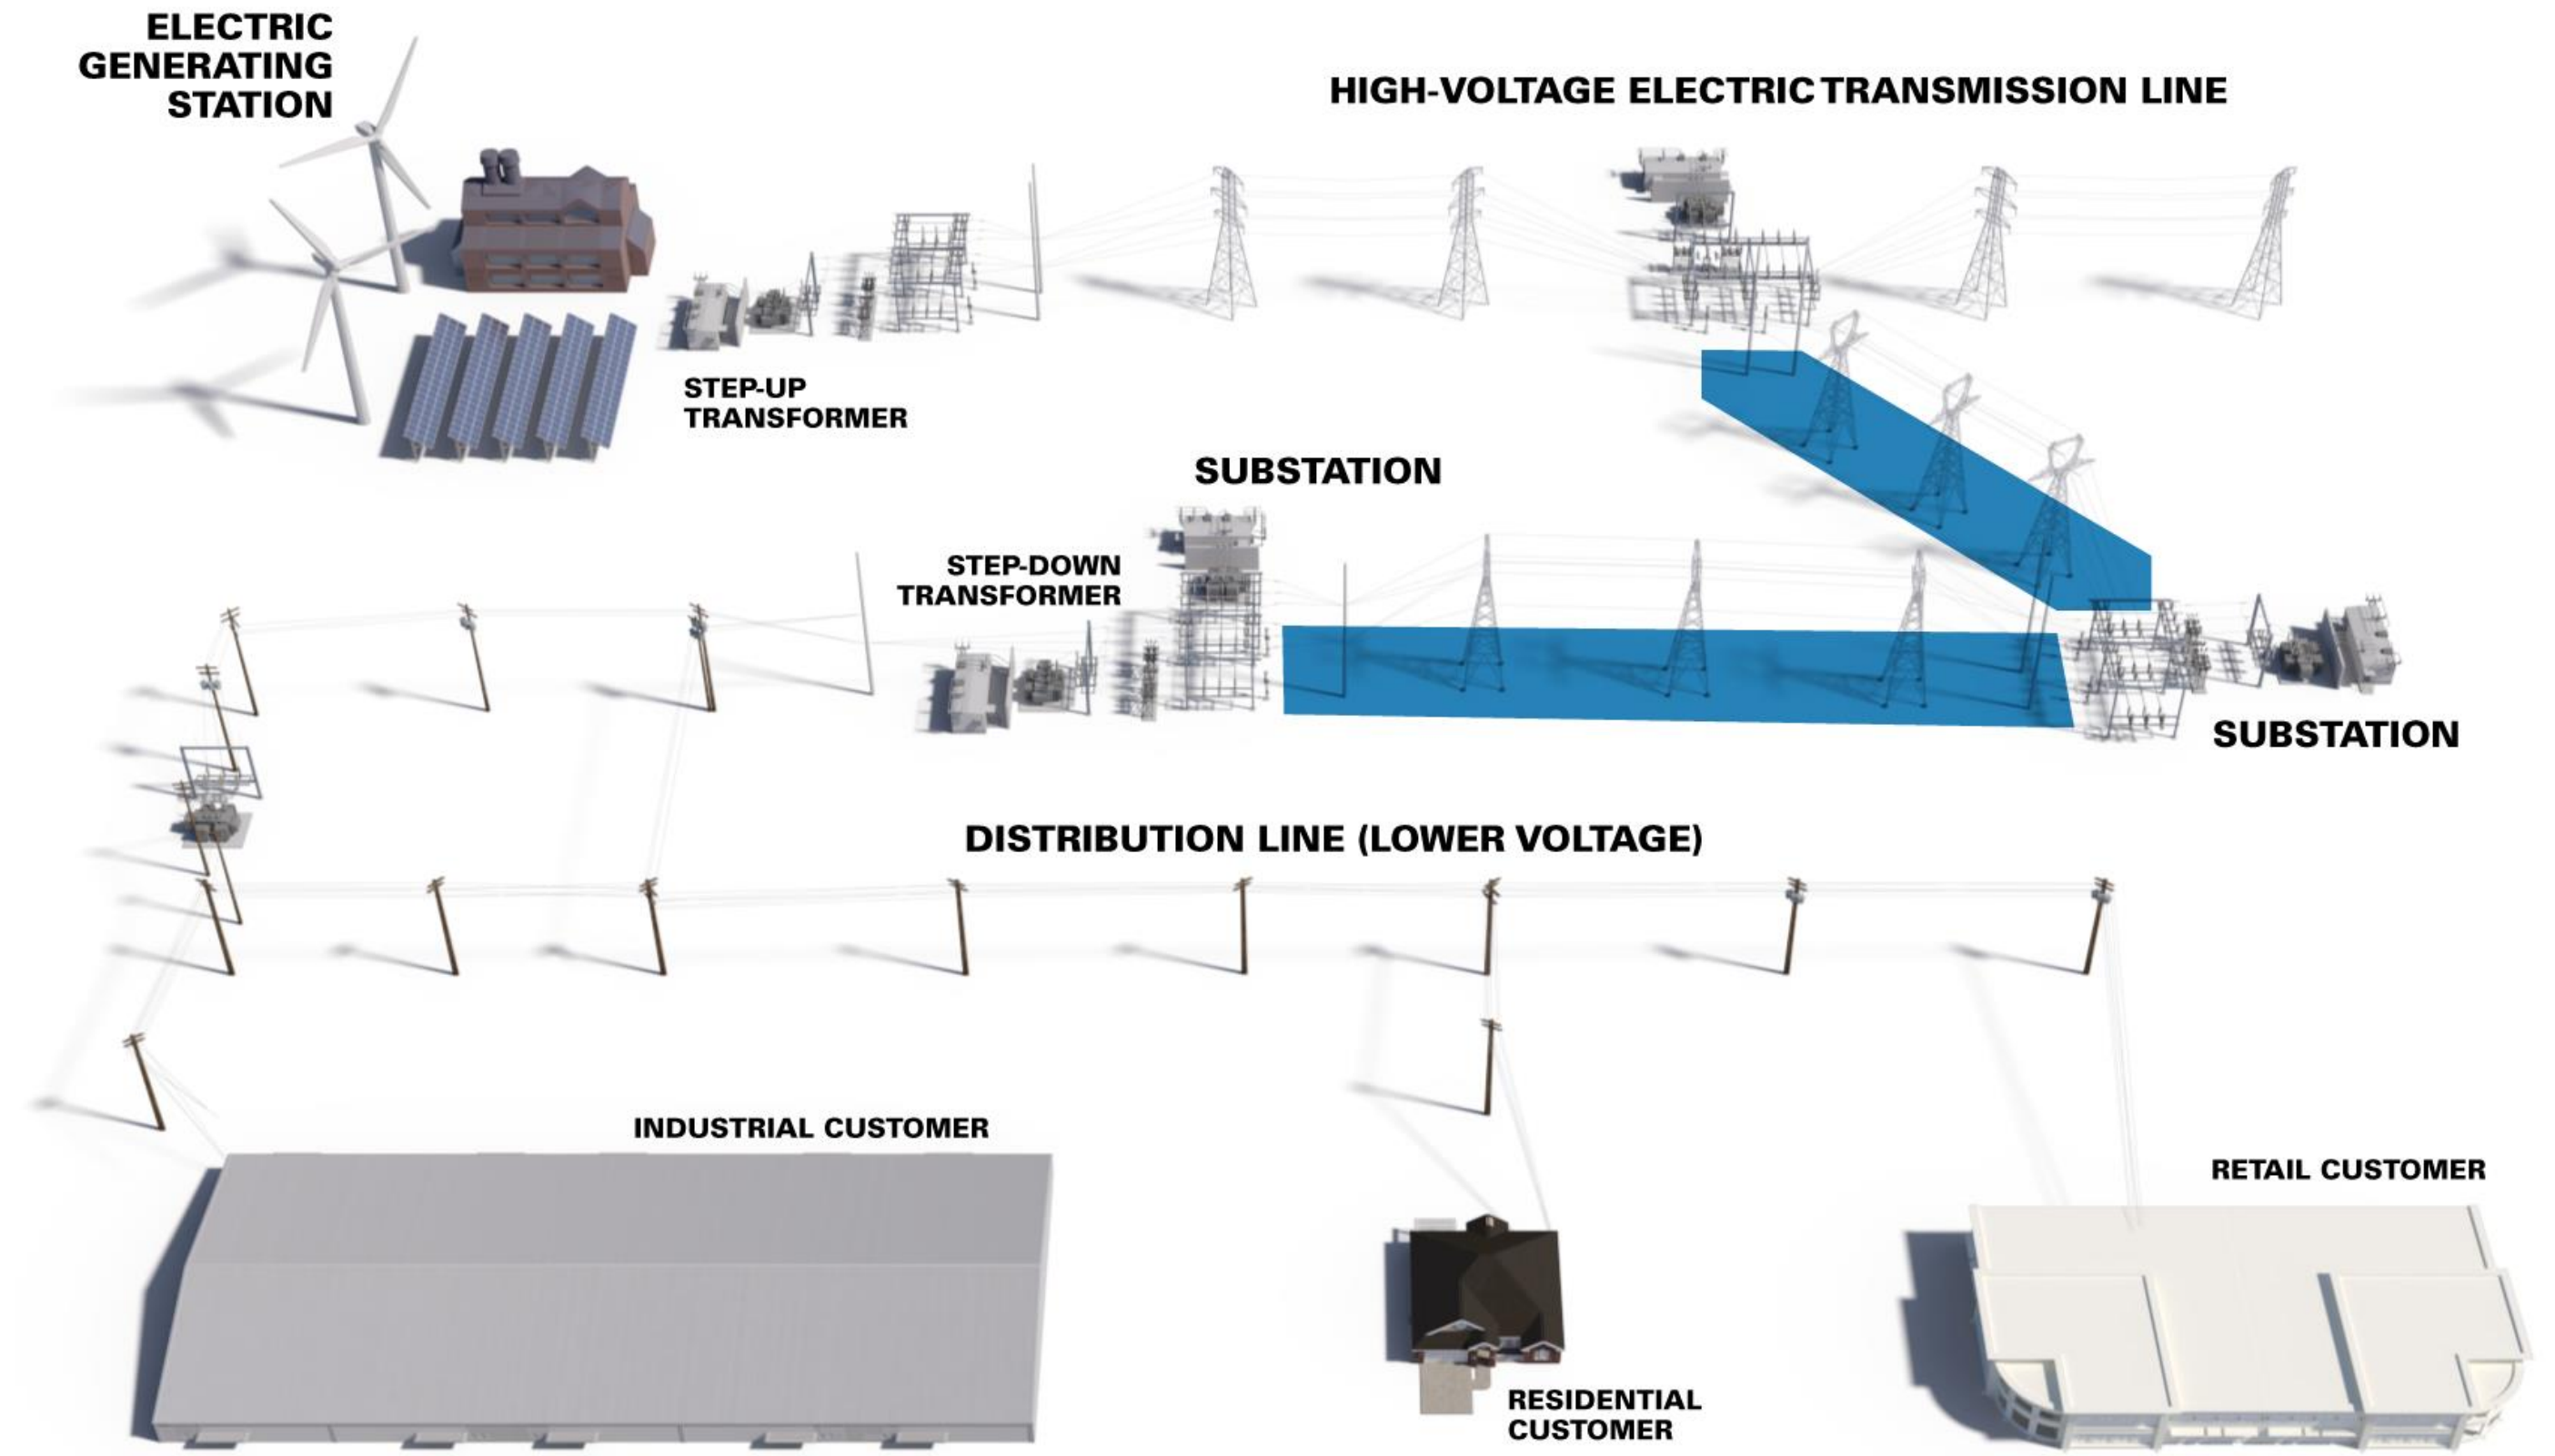 ELECTRIC
GENERATING
STATION
HIGH-VOLTAGE ELECTRIC TRANSMISSION LINE
STEP-UP
TRANSFORMER
SUBSTATION
STEP-DOWN
TRANSFORMER
SUBSTATION
DISTRIBUTION LINE (LOWER VOLTAGE)
INDUSTRIAL CUSTOMER
RETAIL CUSTOMER
RESIDENTIAL
CUSTOMER